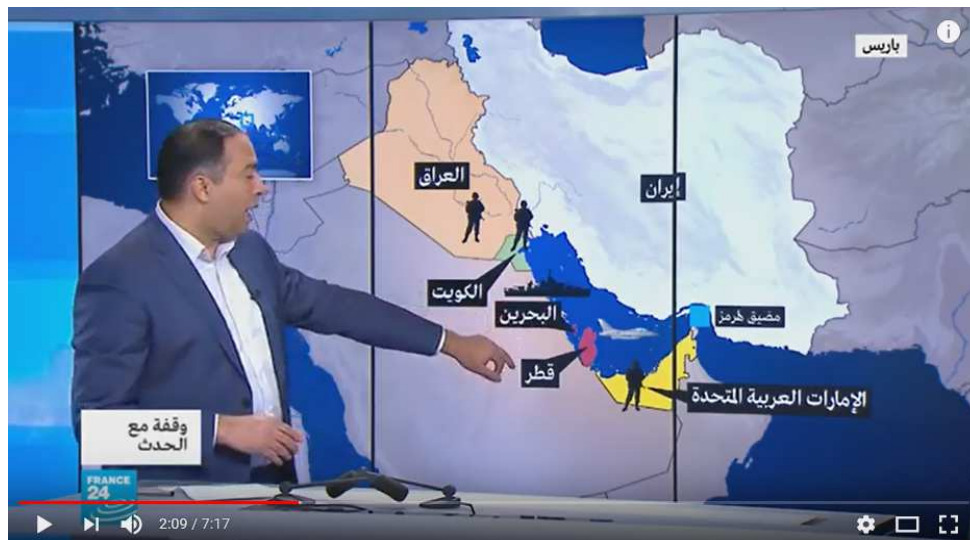 باريس
العراق
إيران
الكويت
البحرين
مضيق هرمز
قطر
الإمارات العربية المتحدة
وقفة مع
الحدث
FRANCE
24
2:09 / 7:17